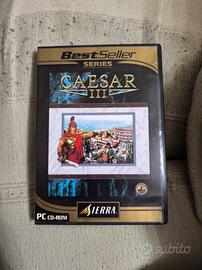 BestSeller
SERIES
CAESAR
III
PC CD-ROM
SIERRA
subito